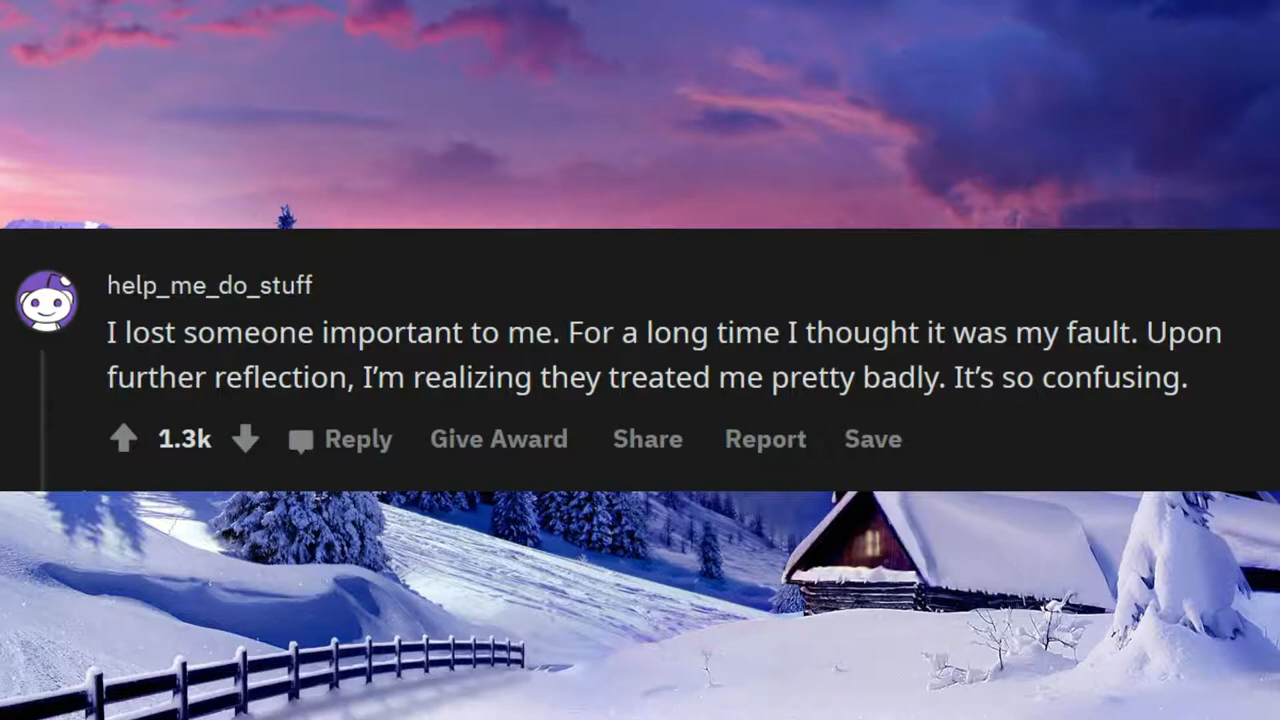 help_me_do_stuff
I lost someone important to me. For a long time I thought it was my fault. Upon
further reflection, I’m realizing they treated me pretty badly. It’s so confusing.
1.3k Reply Give Award Share Report Save